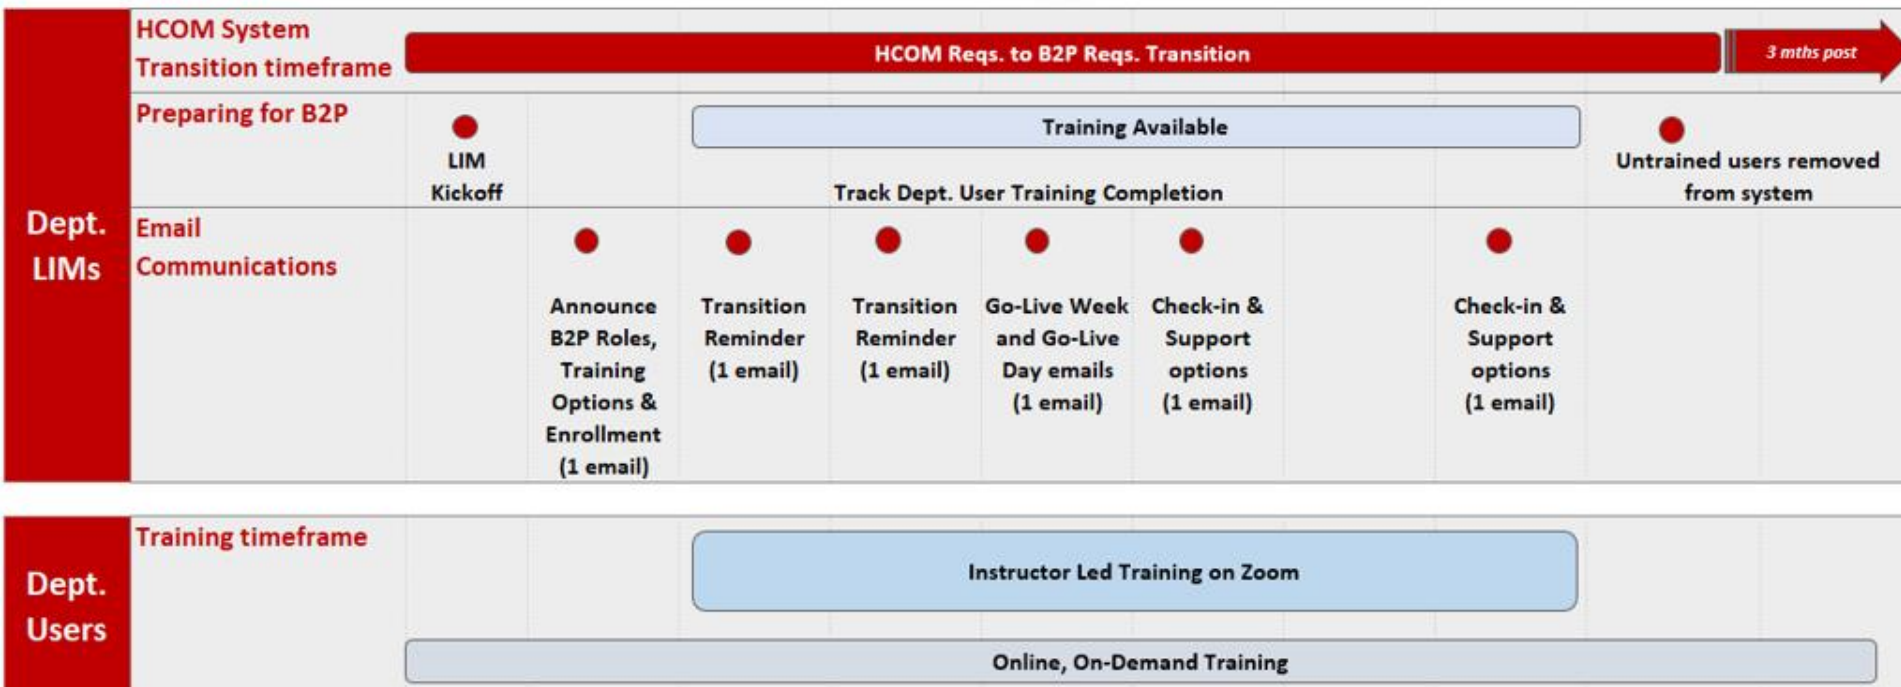 Dept.
LIMs
HCOM System
Transition timeframe
HCOM Reqs. to B2P Reqs. Transition
3 mths post
Preparing for B2P
LIM
Kickoff
Training Available
Track Dept. User Training Completion
Untrained users removed
from system
Email
Communications
Announce
B2P Roles,
Training
Options &
Enrollment
(1 email)
Transition
Reminder
(1 email)
Transition
Reminder
(1 email)
Go-Live Week
and Go-Live
Day emails
(1 email)
Check-in &
Support
options
(1 email)
Check-in &
Support
options
(1 email)
Dept.
Users
Training timeframe
Instructor Led Training on Zoom
Online, On-Demand Training